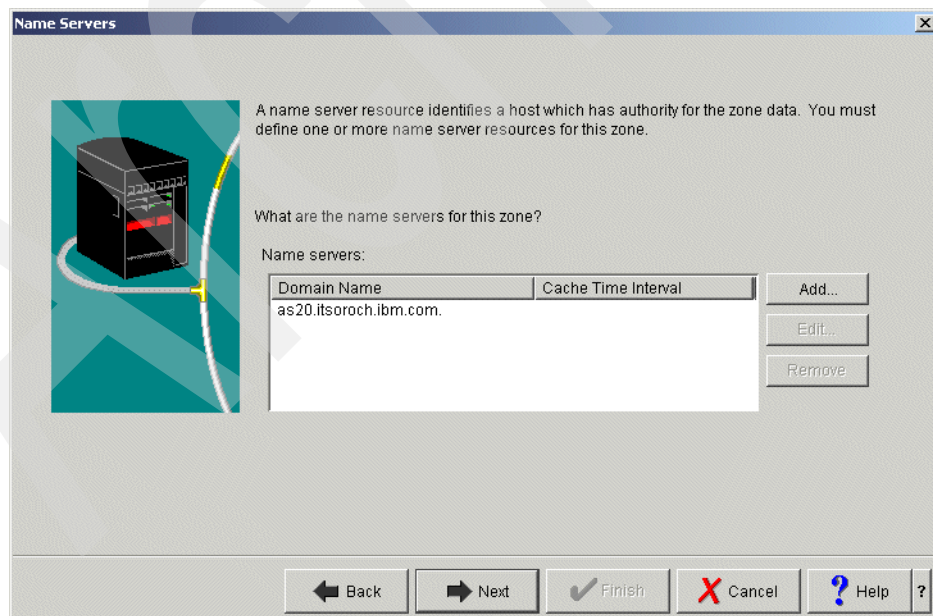 Name Servers
A name server resource identifies a host which has authority for the zone data. You must
define one or more name server resources for this zone.
What are the name servers for this zone?
Name servers:
Domain Name Cache Time Interval
as20.itsoroch.ibm.com.
Add...
Edit...
Remove
Back Next Finish Cancel Help ?